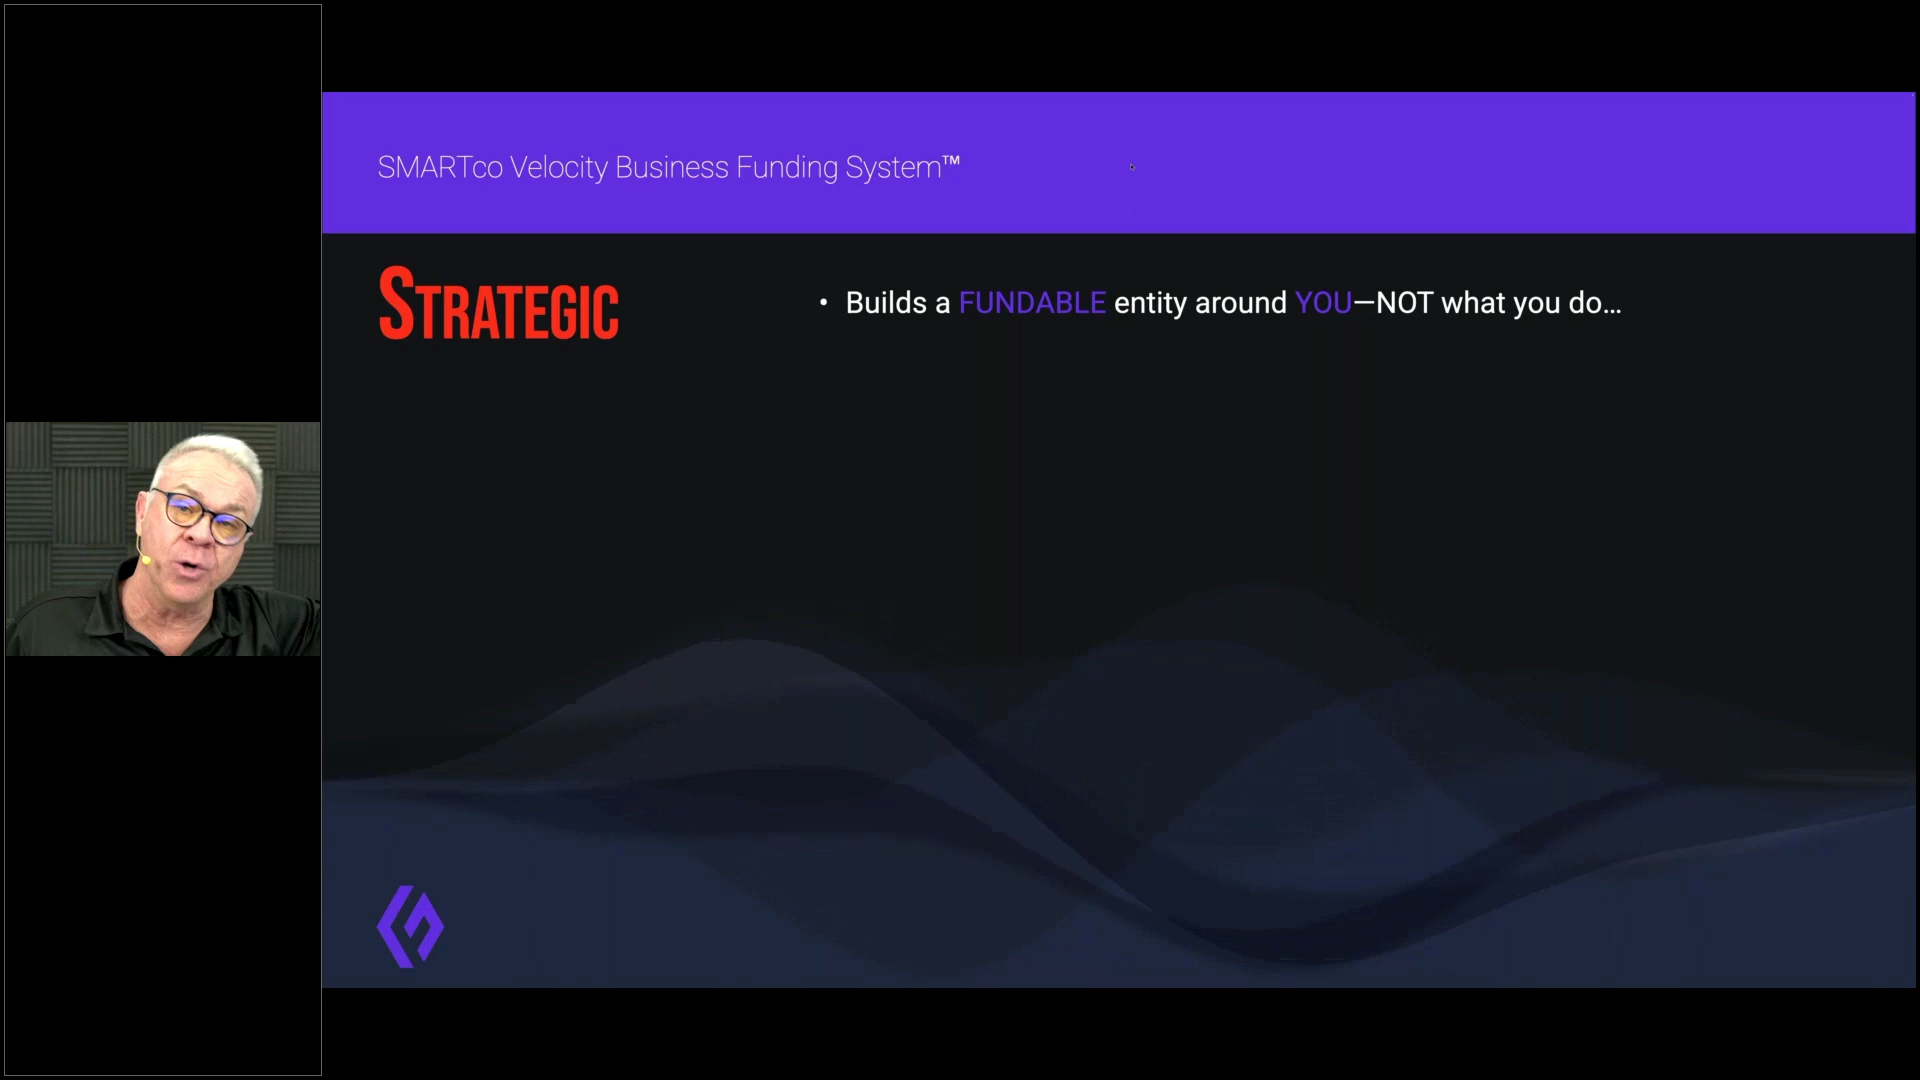 SMARTco Velocity Business Funding System™
STRATEGIC
• Builds a FUNDABLE entity around YOU—NOT what you do...